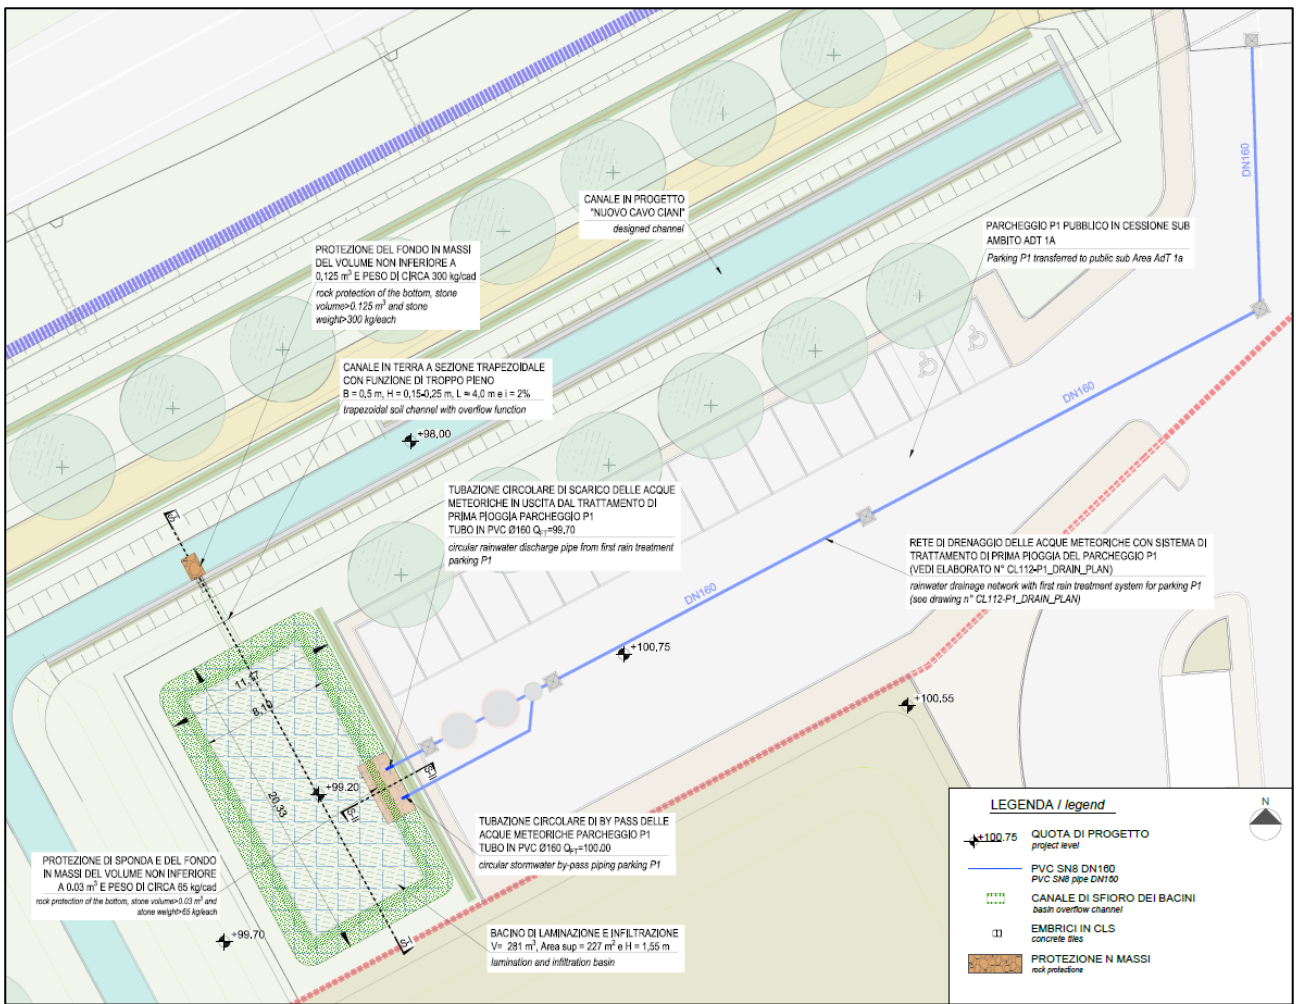 CANALE IN PROGETTO
"NUOVO CAVO CIANI"
designed channel
PARCHEGGIO P1 PUBBLICO IN CESSIONE SUB
AMBITO ADT 1A
Parking P1 transferred to public sub Area AdT 1a
DN160
PROTEZIONE DEL FONDO IN MASSI
DEL VOLUME NON INFERIORE A
0,125 m³ E PESO DI CIRCA 300 kg/cad
rock protection of the bottom, stone
volume>0.125 m³ and stone
weight>300 kg/each
CANALE IN TERRA A SEZIONE TRAPEZOIDALE
CON FUNZIONE DI TROPPO PIENO
B = 0,5 m, H = 0,15-0,25 m, L ≈ 4,0 m e i = 2%
trapezoidal soil channel with overflow function
DN160
+98,00
TUBAZIONE CIRCOLARE DI SCARICO DELLE ACQUE
METEORICHE IN USCITA DAL TRATTAMENTO DI
PRIMA PIOGGIA PARCHEGGIO P1
TUBO IN PVC Ø160 Q_FT=99,70
circular rainwater discharge pipe from first rain treatment
parking P1
S-I
RETE DI DRENAGGIO DELLE ACQUE METEORICHE CON SISTEMA DI
TRATTAMENTO DI PRIMA PIOGGIA DEL PARCHEGGIO P1
(VEDI ELABORATO N° CL112-P1_DRAIN_PLAN)
rainwater drainage network with first rain treatment system for parking P1
(see drawing n° CL112-P1_DRAIN_PLAN)
DN160
+100,75
+100,55
11,17
8,10
20,33
+99.20
S-II
S-II
TUBAZIONE CIRCOLARE DI BY PASS DELLE
ACQUE METEORICHE PARCHEGGIO P1
TUBO IN PVC Ø160 Q_FT=100.00
circular stormwater by-pass piping parking P1
PROTEZIONE DI SPONDA E DEL FONDO
IN MASSI DEL VOLUME NON INFERIORE
A 0.03 m³ E PESO DI CIRCA 65 kg/cad
rock protection of the bottom, stone volume>0.03 m³ and
stone weight>65 kg/each
+99.70
S-I
BACINO DI LAMINAZIONE E INFILTRAZIONE
V= 281 m³, Area sup = 227 m² e H = 1,55 m
lamination and infiltration basin
LEGENDA / legend
N
+100.75
QUOTA DI PROGETTO
project level
PVC SN8 DN160
PVC SN8 pipe DN160
CANALE DI SFIORO DEI BACINI
basin overflow channel
EMBRICI IN CLS
concrete tiles
PROTEZIONE N MASSI
rock protectione